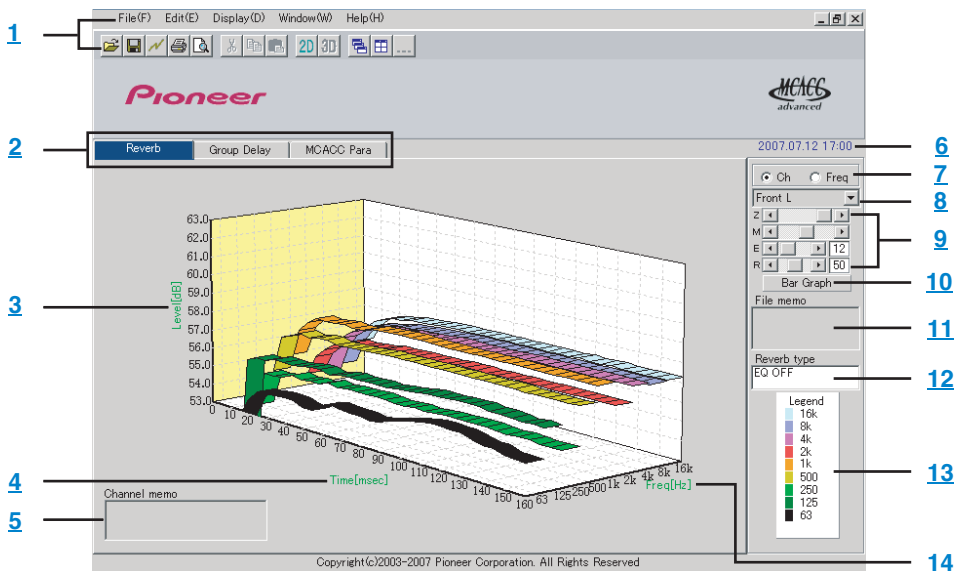 File(F) Edit(E) Display(D) Window(W) Help(H)
1
2D 3D
Pioneer
MCACC
advanced
2
Reverb Group Delay MCACC Para
2007.07.12 17:00
6
Ch Freq
7
Front L
8
Z
M
E 12
R 50
9
Bar Graph
10
File memo
11
Reverb type
EQ OFF
12
Legend
16k
8k
4k
2k
1k
500
250
125
63
13
3
Level[dB]
63.0
62.0
61.0
60.0
59.0
58.0
57.0
56.0
55.0
54.0
53.0
0 10 20 30 40 50 60 70 80 90 100 110 120 130 140 150 160
63 125 250 500 1k 2k 4k 8k 16k
4
Time[msec]
Freq[Hz]
14
Channel memo
5
Copyright(c)2003-2007 Pioneer Corporation. All Rights Reserved